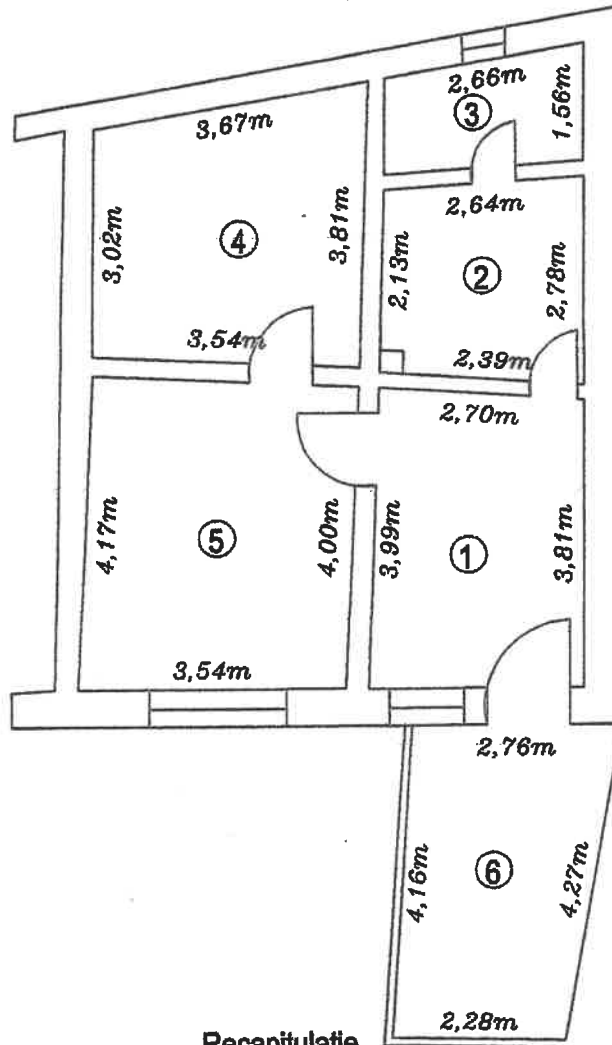 2,66m
3
1,56m
3,67m
3,02m
4
3,81m
2,64m
2,13m
2
2,78m
3,54m
2,39m
2,70m
4,17m
5
4,00m
3,99m
1
3,81m
3,54m
2,76m
4,16m
6
4,27m
2,28m
Recapitulatie